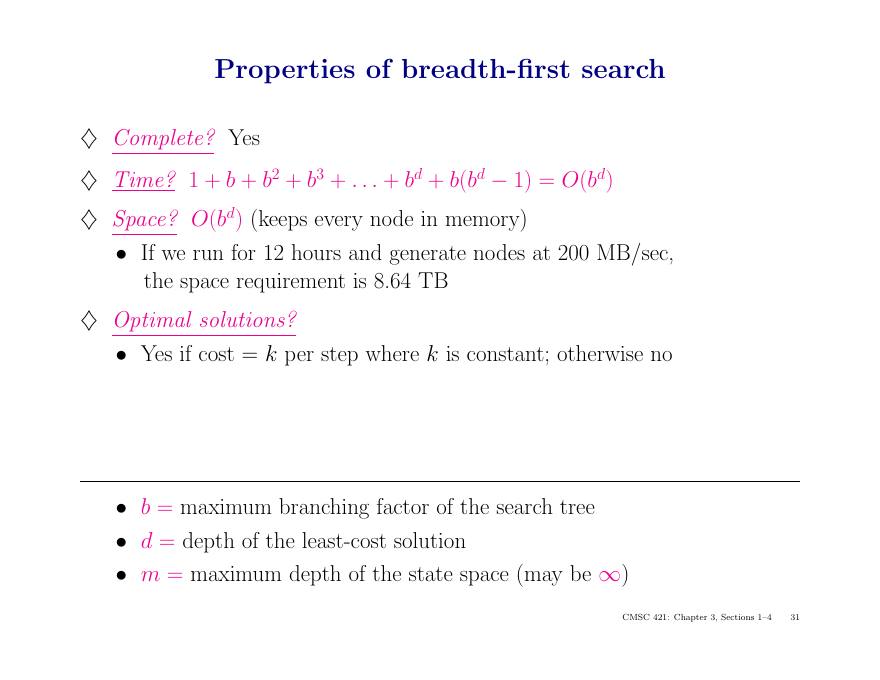 Properties of breadth-first search
♢ Complete? Yes
♢ Time? 1 + b + b² + b³ + . . . + bᵈ + b(bᵈ − 1) = O(bᵈ)
♢ Space? O(bᵈ) (keeps every node in memory)
• If we run for 12 hours and generate nodes at 200 MB/sec,
the space requirement is 8.64 TB
♢ Optimal solutions?
• Yes if cost = k per step where k is constant; otherwise no
• b = maximum branching factor of the search tree
• d = depth of the least-cost solution
• m = maximum depth of the state space (may be ∞)
CMSC 421: Chapter 3, Sections 1–4 31